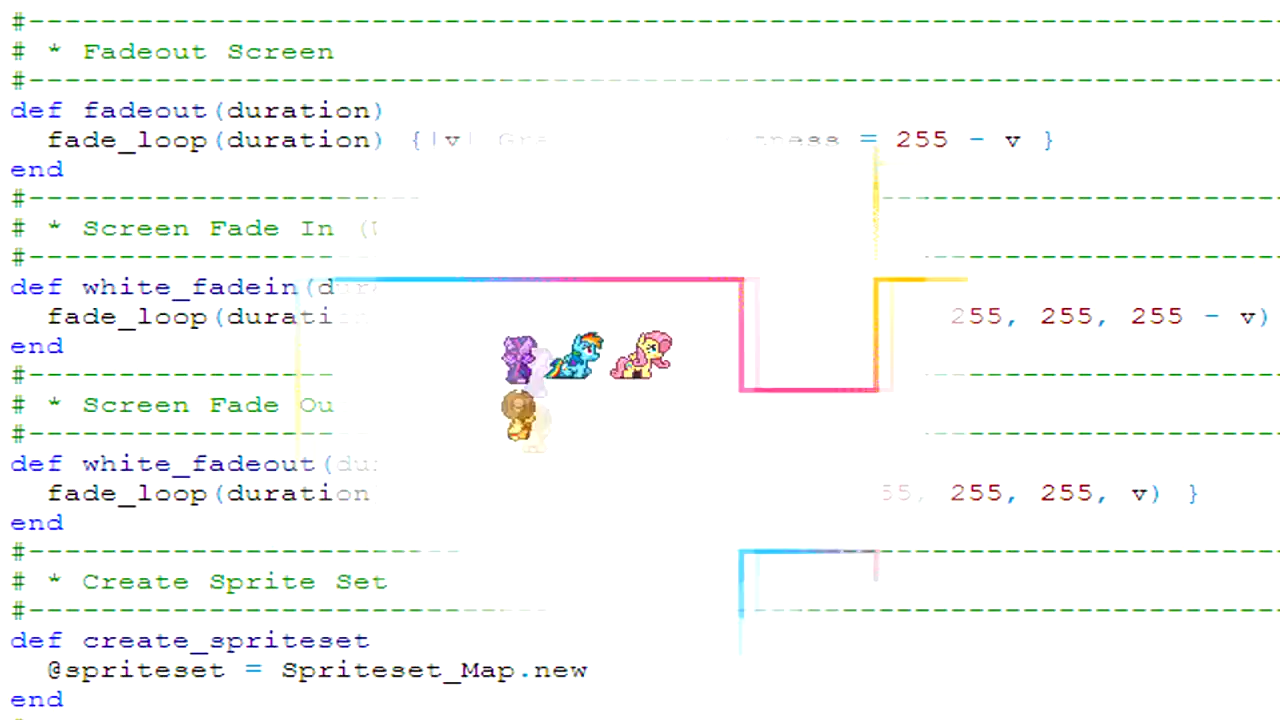 #-----------------------------------------------------------------------
# * Fadeout Screen
#-----------------------------------------------------------------------
def fadeout(duration)
  fade_loop(duration) {|v| = 255 - v }
end
#-----------------------------------------------------------------------
# * Screen Fade In
#-----------------------------------------------------------------------
def white_fadein(
  fade_loop( 255, 255, 255 - v)
end
#-----------------------------------------------------------------------
# * Screen Fade
#-----------------------------------------------------------------------
def white_fadeout(
  fade_loop(duration 255, 255, v) }
end
#-----------------------------------------------------------------------
# * Create Sprite Set
#-----------------------------------------------------------------------
def create_spriteset
  @spriteset = Spriteset_Map.new
end